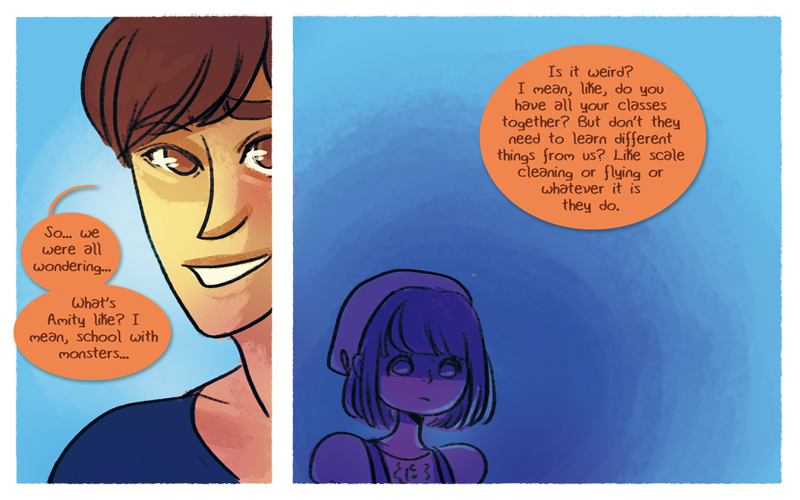 So... we
were all
wondering...
What's
Amity like? I
mean, school with
monsters...
Is it weird?
I mean, like, do you
have all your classes
together? But don't they
need to learn different
things from us? Like scale
cleaning or flying or
whatever it is
they do.